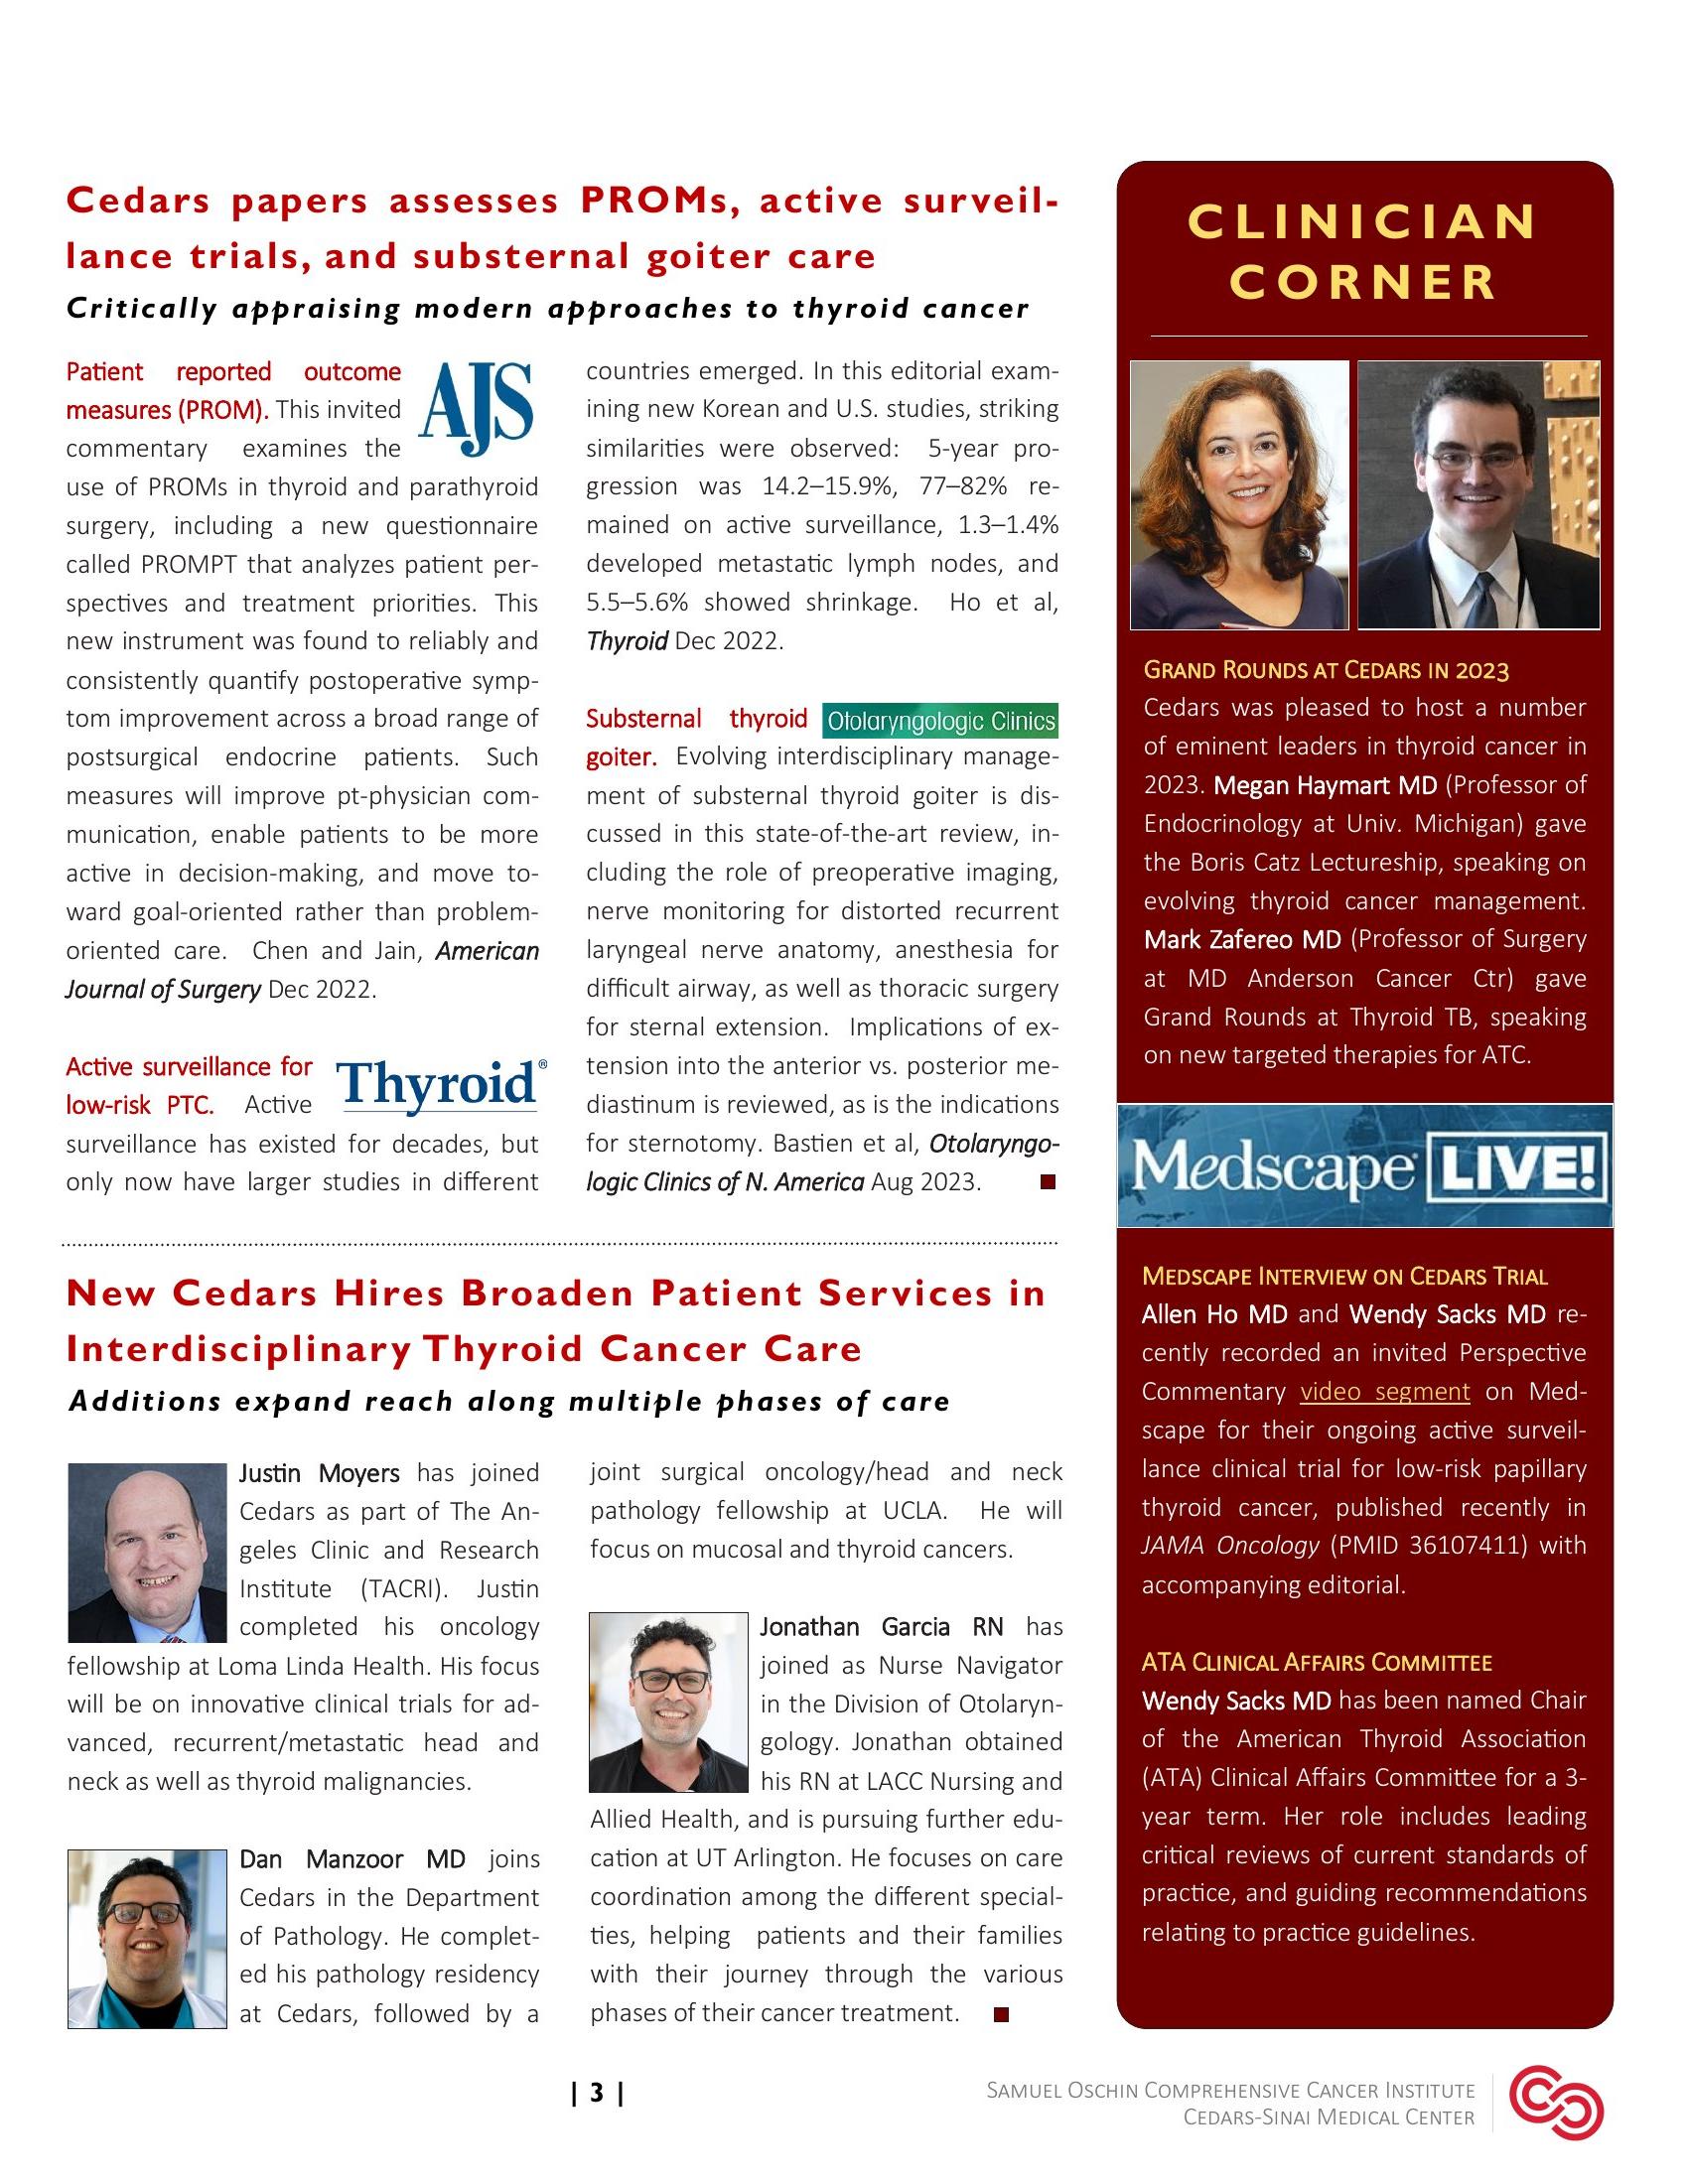 Cedars papers assesses PROMs, active surveil-
lance trials, and substernal goiter care
Critically appraising modern approaches to thyroid cancer
Patient reported outcome
measures (PROM). This invited
commentary examines the
AJS
use of PROMs in thyroid and parathyroid
surgery, including a new questionnaire
called PROMPT that analyzes patient per-
spectives and treatment priorities. This
new instrument was found to reliably and
consistently quantify postoperative symp-
tom improvement across a broad range of
postsurgical endocrine patients. Such
measures will improve pt-physician com-
munication, enable patients to be more
active in decision-making, and move to-
ward goal-oriented rather than problem-
oriented care. Chen and Jain, American
Journal of Surgery Dec 2022.
Active surveillance for
low-risk PTC. Active
Thyroid®
surveillance has existed for decades, but
only now have larger studies in different
countries emerged. In this editorial exam-
ining new Korean and U.S. studies, striking
similarities were observed: 5-year pro-
gression was 14.2–15.9%, 77–82% re-
mained on active surveillance, 1.3–1.4%
developed metastatic lymph nodes, and
5.5–5.6% showed shrinkage. Ho et al,
Thyroid Dec 2022.
Substernal thyroid
Otolaryngologic Clinics
goiter. Evolving interdisciplinary manage-
ment of substernal thyroid goiter is dis-
cussed in this state-of-the-art review, in-
cluding the role of preoperative imaging,
nerve monitoring for distorted recurrent
laryngeal nerve anatomy, anesthesia for
difficult airway, as well as thoracic surgery
for sternal extension. Implications of ex-
tension into the anterior vs. posterior me-
diastinum is reviewed, as is the indications
for sternotomy. Bastien et al, Otolaryngo-
logic Clinics of N. America Aug 2023.
New Cedars Hires Broaden Patient Services in
Interdisciplinary Thyroid Cancer Care
Additions expand reach along multiple phases of care
Justin Moyers has joined
Cedars as part of The An-
geles Clinic and Research
Institute (TACRI). Justin
completed his oncology
fellowship at Loma Linda Health. His focus
will be on innovative clinical trials for ad-
vanced, recurrent/metastatic head and
neck as well as thyroid malignancies.
Dan Manzoor MD joins
Cedars in the Department
of Pathology. He complet-
ed his pathology residency
at Cedars, followed by a
joint surgical oncology/head and neck
pathology fellowship at UCLA. He will
focus on mucosal and thyroid cancers.
Jonathan Garcia RN has
joined as Nurse Navigator
in the Division of Otolaryn-
gology. Jonathan obtained
his RN at LACC Nursing and
Allied Health, and is pursuing further edu-
cation at UT Arlington. He focuses on care
coordination among the different special-
ties, helping patients and their families
with their journey through the various
phases of their cancer treatment.
CLINICIAN
CORNER
GRAND ROUNDS AT CEDARS IN 2023
Cedars was pleased to host a number
of eminent leaders in thyroid cancer in
2023. Megan Haymart MD (Professor of
Endocrinology at Univ. Michigan) gave
the Boris Catz Lectureship, speaking on
evolving thyroid cancer management.
Mark Zafereo MD (Professor of Surgery
at MD Anderson Cancer Ctr) gave
Grand Rounds at Thyroid TB, speaking
on new targeted therapies for ATC.
Medscape LIVE!
MEDSCAPE INTERVIEW ON CEDARS TRIAL
Allen Ho MD and Wendy Sacks MD re-
cently recorded an invited Perspective
Commentary video segment on Med-
scape for their ongoing active surveil-
lance clinical trial for low-risk papillary
thyroid cancer, published recently in
JAMA Oncology (PMID 36107411) with
accompanying editorial.
ATA CLINICAL AFFAIRS COMMITTEE
Wendy Sacks MD has been named Chair
of the American Thyroid Association
(ATA) Clinical Affairs Committee for a 3-
year term. Her role includes leading
critical reviews of current standards of
practice, and guiding recommendations
relating to practice guidelines.
| 3 |
SAMUEL OSCHIN COMPREHENSIVE CANCER INSTITUTE
CEDARS-SINAI MEDICAL CENTER